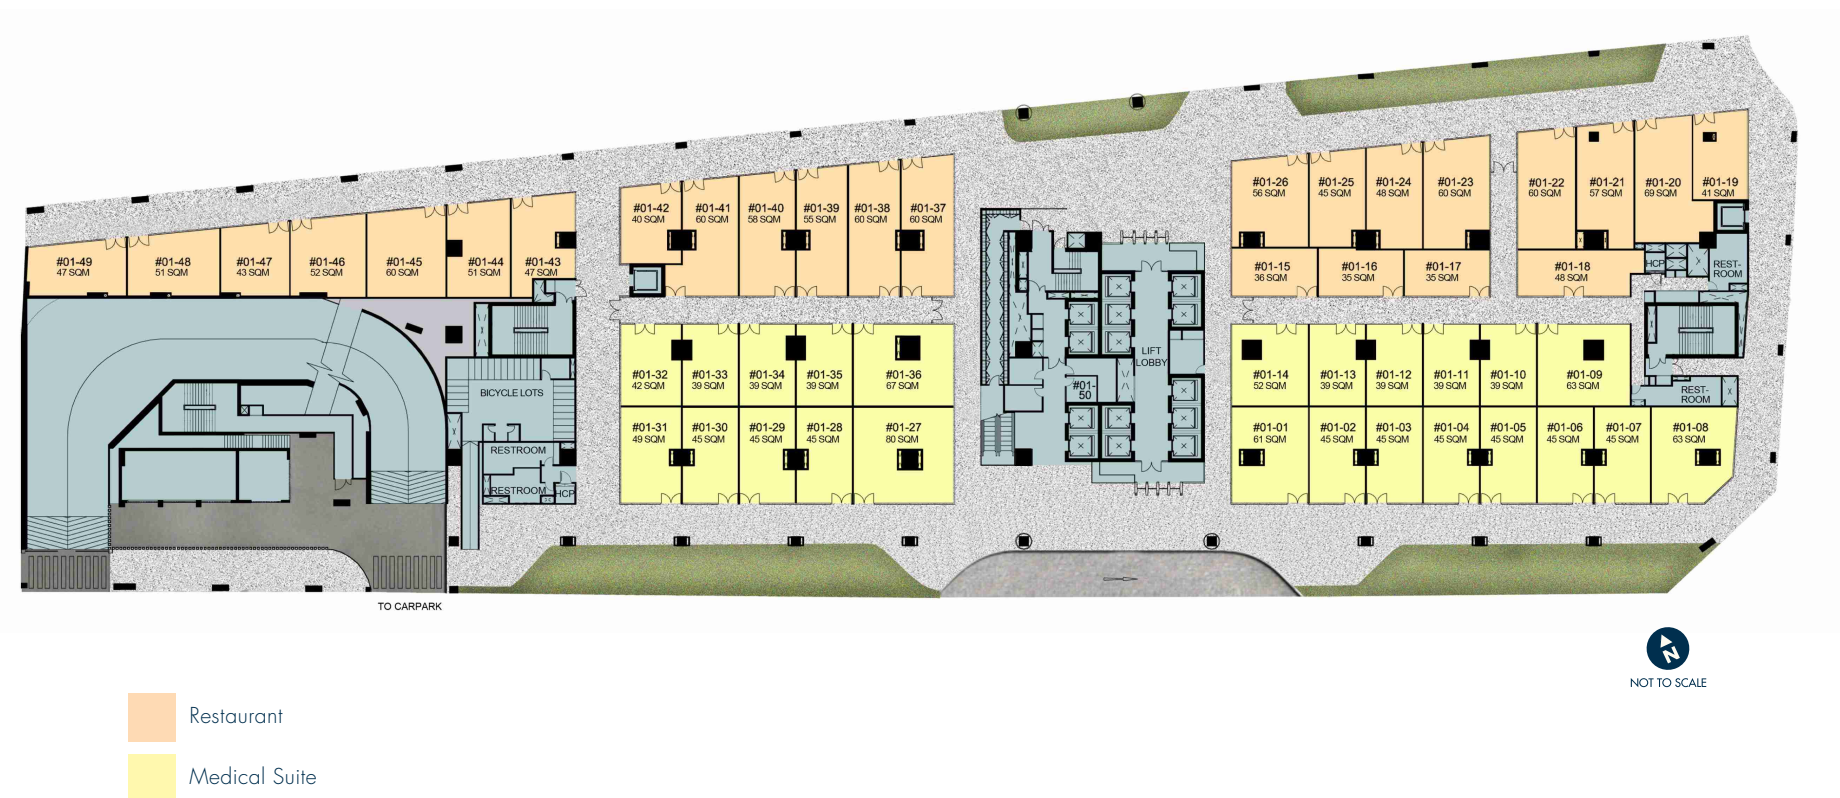 #01-49
47 SQM
#01-48
51 SQM
#01-47
43 SQM
#01-46
52 SQM
#01-45
60 SQM
#01-44
51 SQM
#01-43
47 SQM
#01-42
40 SQM
#01-41
60 SQM
#01-40
58 SQM
#01-39
55 SQM
#01-38
60 SQM
#01-37
60 SQM
#01-26
56 SQM
#01-25
45 SQM
#01-24
48 SQM
#01-23
60 SQM
#01-22
60 SQM
#01-21
57 SQM
#01-20
69 SQM
#01-19
41 SQM
#01-15
36 SQM
#01-16
35 SQM
#01-17
35 SQM
#01-18
48 SQM
HCP
REST-
ROOM
#01-32
42 SQM
#01-33
39 SQM
#01-34
39 SQM
#01-35
39 SQM
#01-36
67 SQM
LIFT
LOBBY
#01-
50
#01-14
52 SQM
#01-13
39 SQM
#01-12
39 SQM
#01-11
39 SQM
#01-10
39 SQM
#01-09
63 SQM
REST-
ROOM
BICYCLE LOTS
#01-31
49 SQM
#01-30
45 SQM
#01-29
45 SQM
#01-28
45 SQM
#01-27
80 SQM
#01-01
61 SQM
#01-02
45 SQM
#01-03
45 SQM
#01-04
45 SQM
#01-05
45 SQM
#01-06
45 SQM
#01-07
45 SQM
#01-08
63 SQM
RESTROOM
RESTROOM
HCP
TO CARPARK
N
NOT TO SCALE
Restaurant
Medical Suite